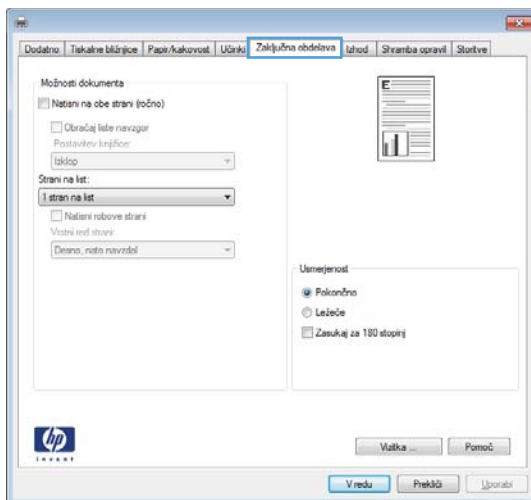 Dodatno Tiskalne bližnjice Papir/kakovost Učinki Zaključna obdelava Izhod Shramba opravil Storitve
Možnosti dokumenta
Natisni na obe strani (ročno)
Obračaj liste navzgor
Postavitev knjižice:
Izklop
Strani na list:
1 stran na list
Natisni robove strani
Vrstni red strani:
Desno, nato navzdol
E
Usmerjenost
Pokončno
Ležeče
Zasukaj za 180 stopinj
hp
invent
Vizitka ... Pomoč
V redu Prekliči Uporabi